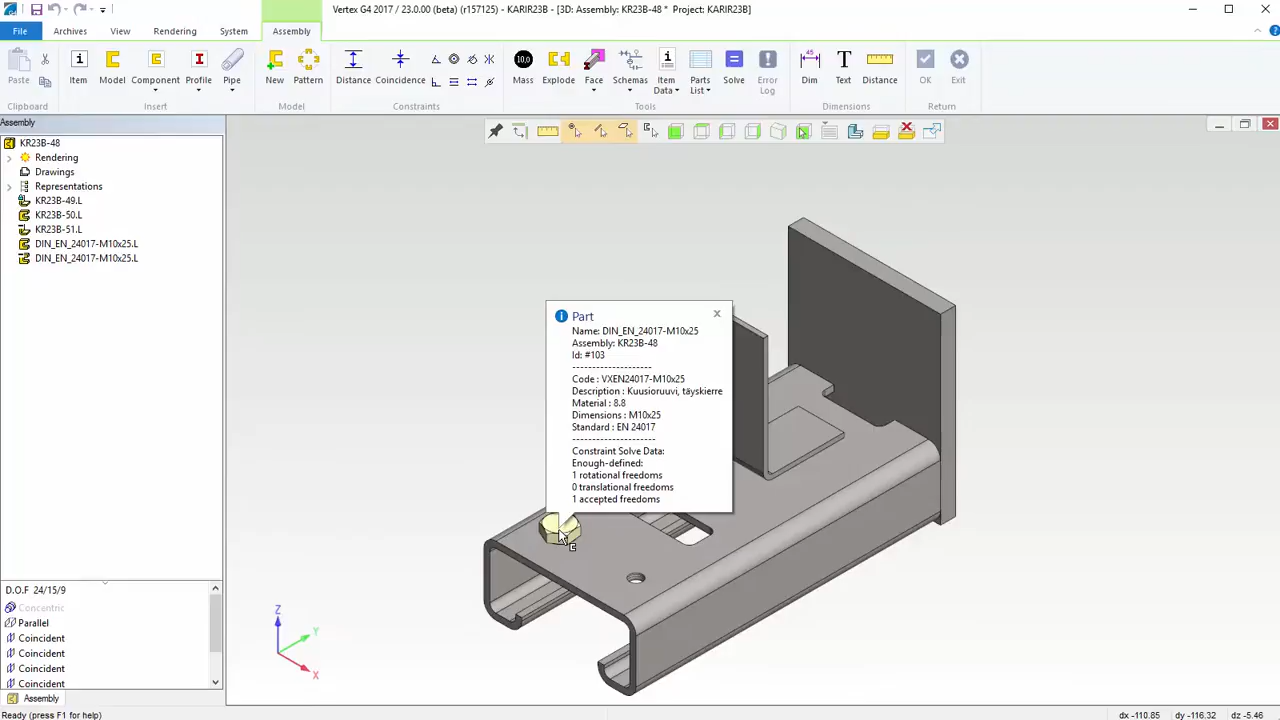 Vertex G4 2017 / 23.0.00 (beta) (r157125) - KARIR23B - [3D: Assembly: KR23B-48 * Project: KARIR23B]
File
Archives
View
Rendering
System
Assembly
Paste
Item
Model
Component
Profile
Pipe
New
Pattern
Distance
Coincidence
10,0
Mass
Explode
Face
Schemas
Item
Data
Parts
List
Solve
Error
Log
45
Dim
Text
Distance
OK
Exit
Clipboard
Insert
Model
Constraints
Tools
Dimensions
Return
Assembly
KR23B-48
Rendering
Drawings
Representations
KR23B-49.L
KR23B-50.L
KR23B-51.L
DIN_EN_24017-M10x25.L
DIN_EN_24017-M10x25.L
Part
Name: DIN_EN_24017-M10x25
Assembly: KR23B-48
Id: #103
--------------------
Code : VXEN24017-M10x25
Description : Kuusioruuvi, täyskierre
Material : 8.8
Dimensions : M10x25
Standard : EN 24017
---------------------
Constraint Solve Data:
Enough-defined:
1 rotational freedoms
0 translational freedoms
1 accepted freedoms
D.O.F 24/15/9
Concentric
Parallel
Coincident
Coincident
Coincident
Coincident
Z
Y
X
Assembly
Ready (press F1 for help)
dx -110.85
dy -116.32
dz -5.46